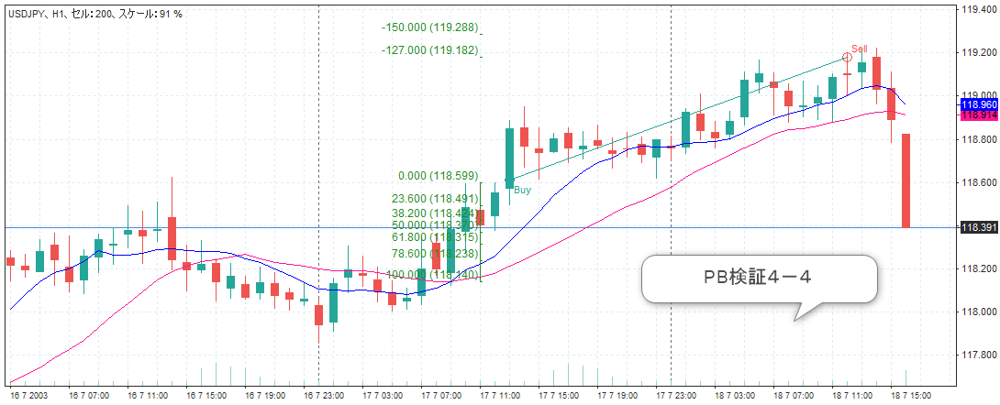 USDJPY、H1、セル: 200、スケール: 91 %
-150.000 (119.288)
-127.000 (119.182)
Sell
0.000 (118.599)
Buy
23.600 (118.491)
38.200 (118.424)
50.000 (118.370)
61.800 (118.315)
78.600 (118.238)
100.000 (118.140)
PB検証4－4
119.400
119.200
119.000
118.960
118.914
118.800
118.600
118.391
118.200
118.000
117.800
16 7 2003
16 7 07:00
16 7 11:00
16 7 15:00
16 7 19:00
16 7 23:00
17 7 03:00
17 7 07:00
17 7 11:00
17 7 15:00
17 7 19:00
17 7 23:00
18 7 03:00
18 7 07:00
18 7 11:00
18 7 15:00